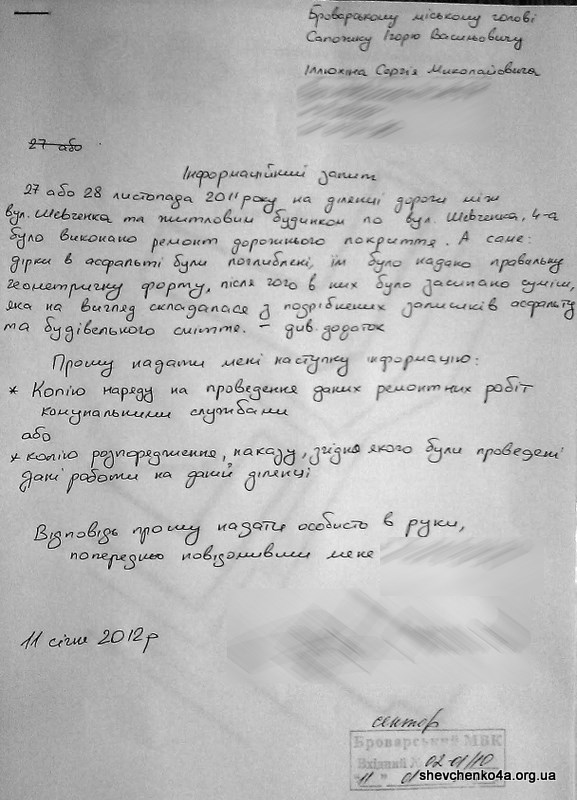 Броварському міському голові
Сапожку Ігорю Васильовичу
Іллюхіна Сергія Миколайовича
27 або
Інформаційний запит
27 або 28 листопада 2011 року на ділянці дороги між
вул. Шевченка та житловим будинком по вул. Шевченка, 4-а
було виконано ремонт дорожнього покриття. А саме:
дірки в асфальті були поглиблені, їм було надано правильну
геометричну форму, після чого в них було засипано суміш,
яка на вигляд складалася з подрібнених залишків асфальту
та будівельного сміття. – див. додаток
Прошу надати мені наступну інформацію:
* Копію наряду на проведення даних ремонтних робіт
комунальними службами
або
* копію розпорядження, наказу, згідно якого були проведені
дані роботи на даній ділянці
Відповідь прошу надати особисто в руки,
попередньо повідомивши мене
11 січня 2012 р
сектор
Броварський МВК
Вхідний № 02-01/10
"11"
shevchenko4a.org.ua